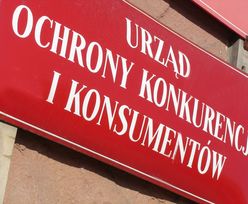 URZĄD
OCHRONY KONKURENCJ
I KONSUMENTÓW